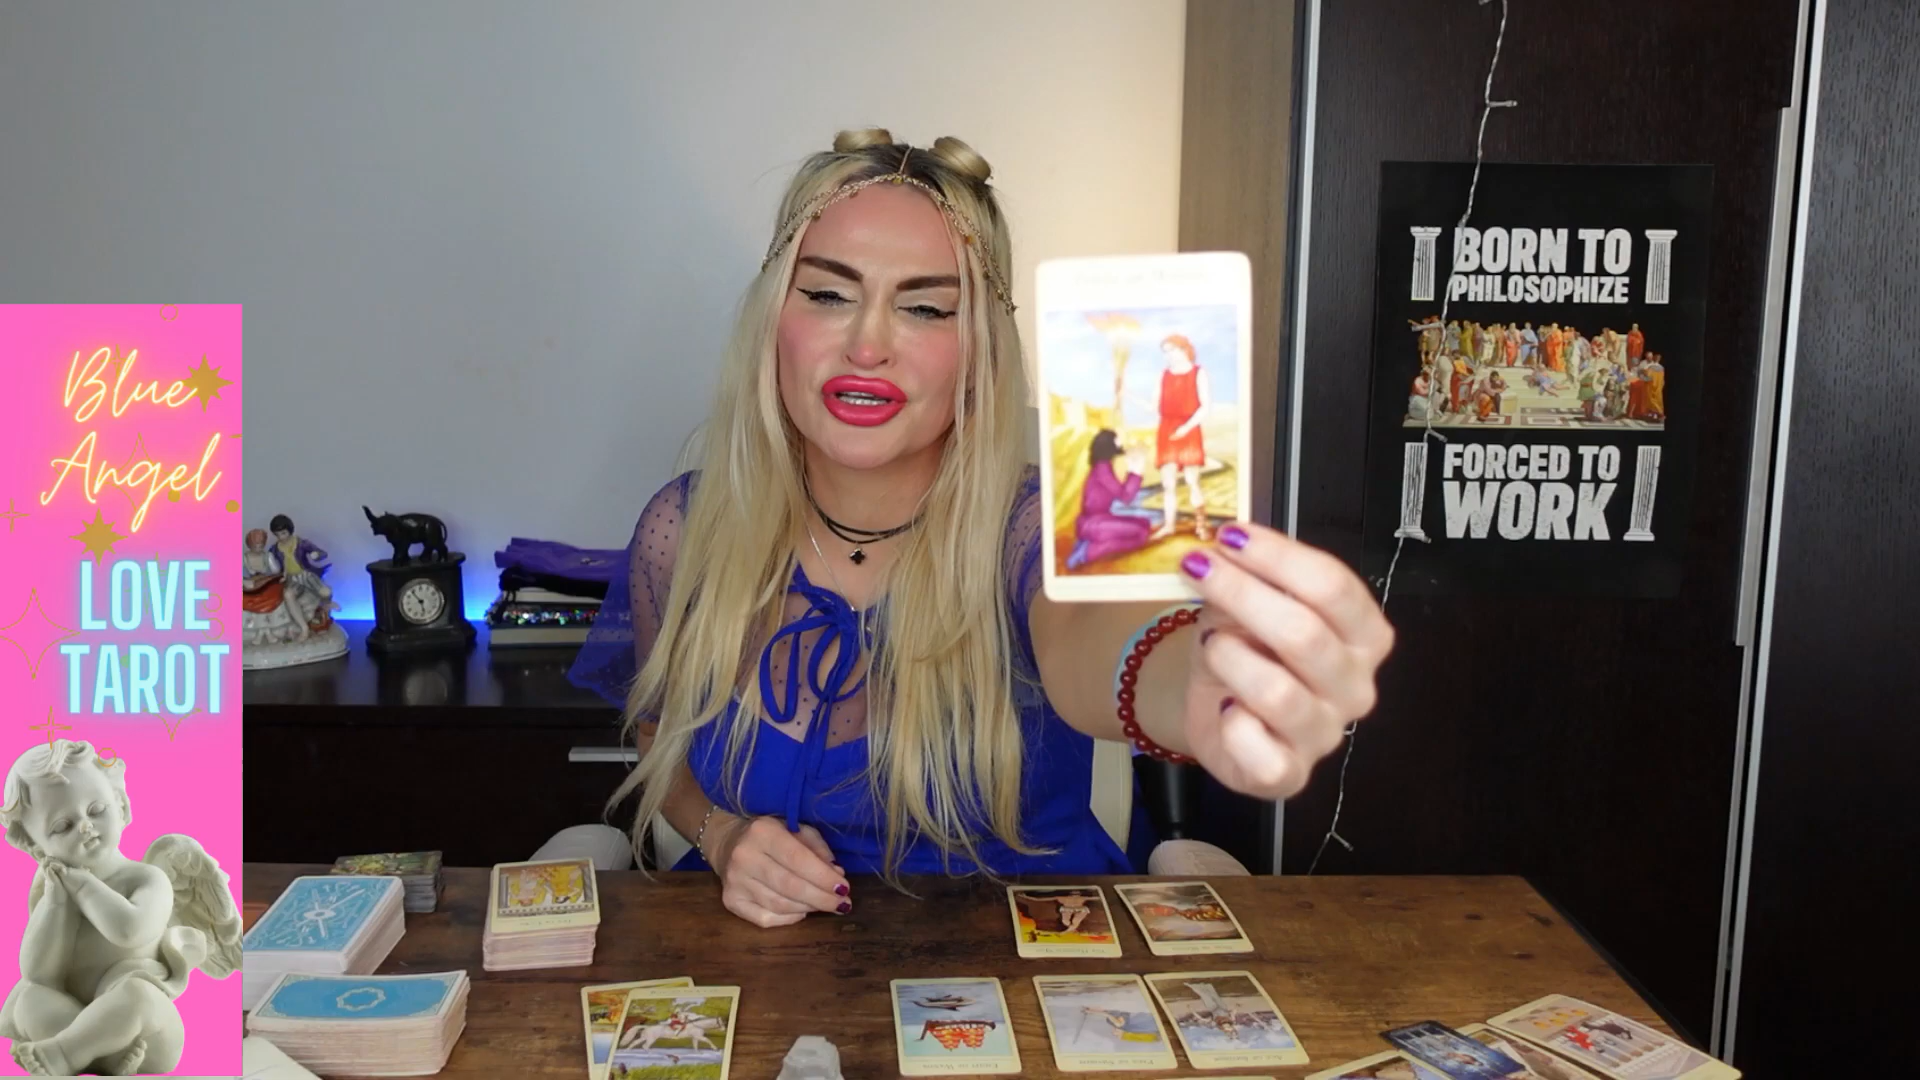 Blue
Angel
LOVE
TAROT
BORN TO
PHILOSOPHIZE
FORCED TO
WORK